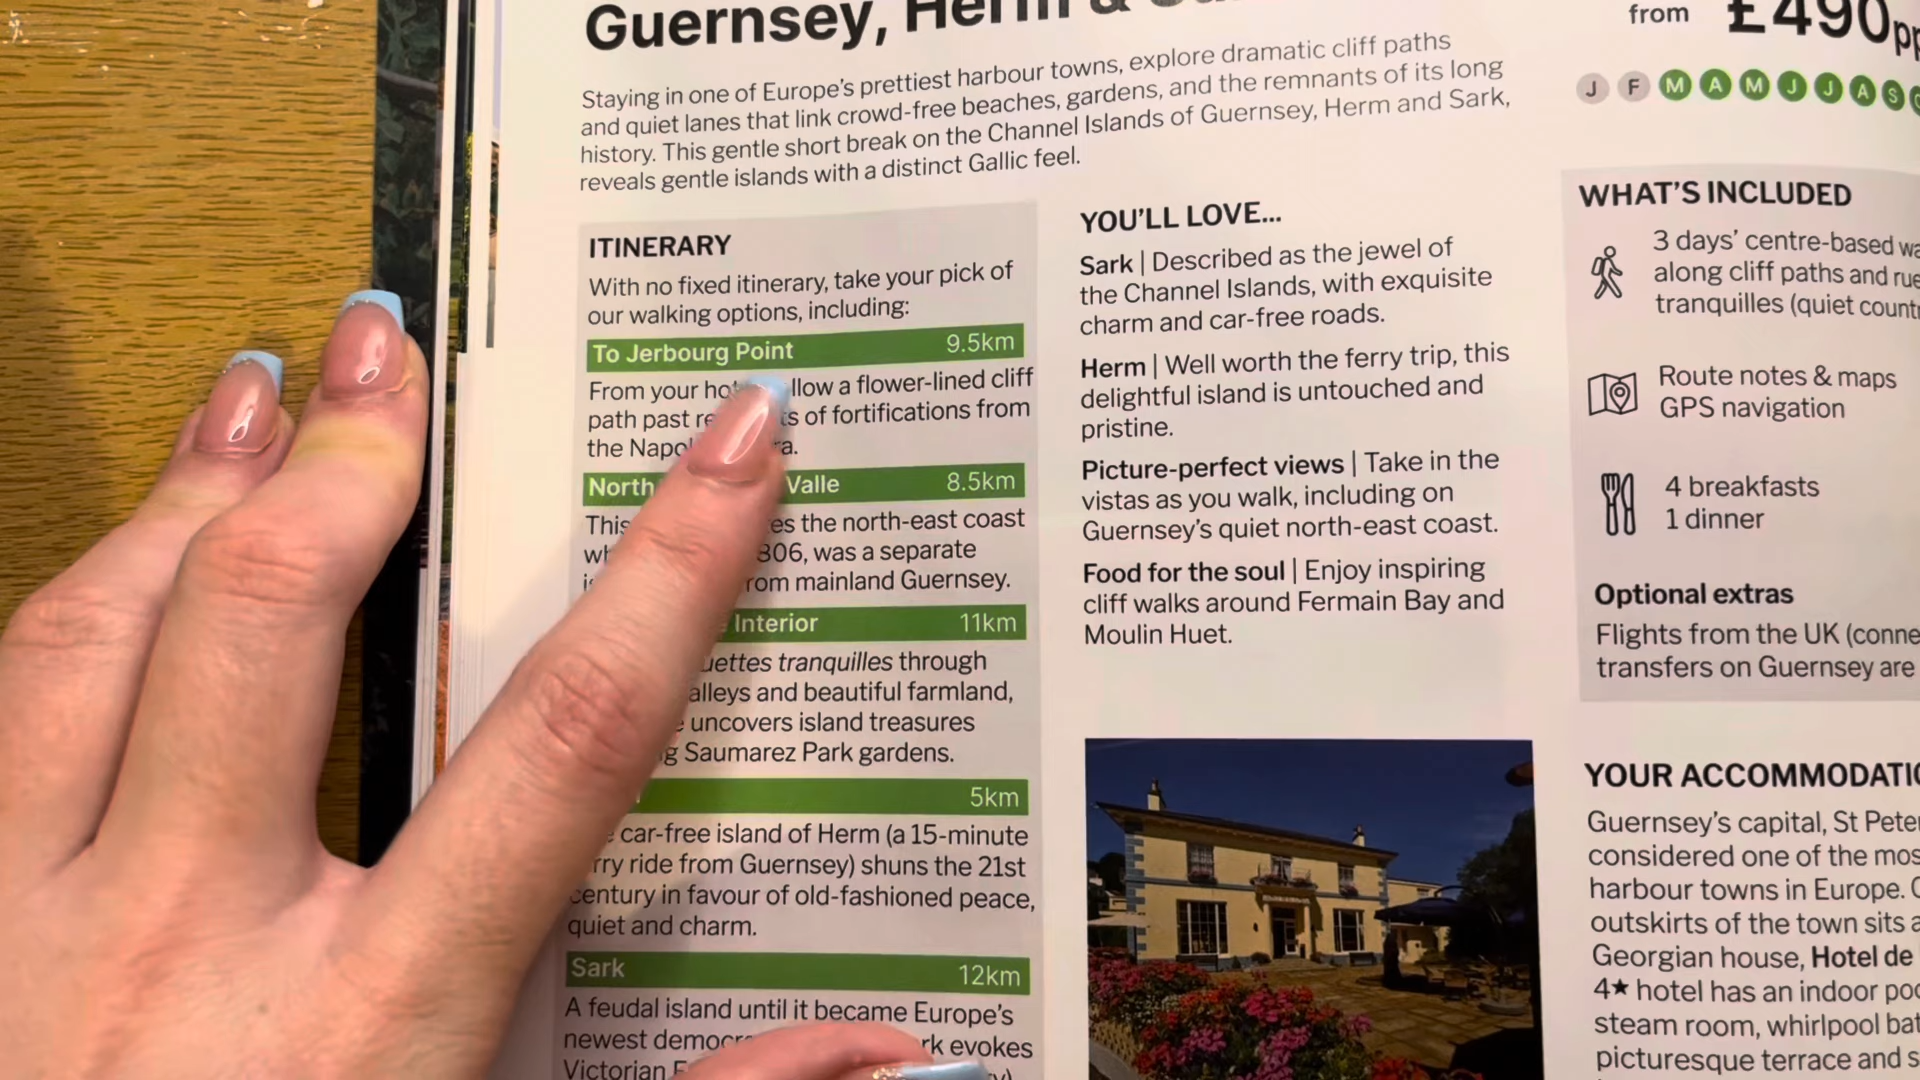 Guernsey, Herm &
Staying in one of Europe's prettiest harbour towns, explore dramatic cliff paths
and quiet lanes that link crowd-free beaches, gardens, and the remnants of its long
history. This gentle short break on the Channel Islands of Guernsey, Herm and Sark,
reveals gentle islands with a distinct Gallic feel.
ITINERARY
With no fixed itinerary, take your pick of
our walking options, including:
To Jerbourg Point 9.5km
From your a flower-lined cliff
path past of fortifications from
the
North Valle 8.5km
This the north-east coast
was a separate
mainland Guernsey.
Interior 11km
tranquilles through
and beautiful farmland,
uncovers island treasures
Saumarez Park gardens.
5km
car-free island of Herm (a 15-minute
ride from Guernsey) shuns the 21st
century in favour of old-fashioned peace,
quiet and charm.
Sark 12km
A feudal island until it became Europe's
newest evokes
Victorian
YOU'LL LOVE...
Sark | Described as the jewel of
the Channel Islands, with exquisite
charm and car-free roads.
Herm | Well worth the ferry trip, this
delightful island is untouched and
pristine.
Picture-perfect views | Take in the
vistas as you walk, including on
Guernsey's quiet north-east coast.
Food for the soul | Enjoy inspiring
cliff walks around Fermain Bay and
Moulin Huet.
from £490pp
J F M A M J J A S
WHAT'S INCLUDED
3 days' centre-based
along cliff paths and
tranquilles (quiet
Route notes & maps
GPS navigation
4 breakfasts
1 dinner
Optional extras
Flights from the UK
transfers on Guernsey are
YOUR
Guernsey's capital, St
considered one of the
harbour towns in Europe.
outskirts of the town sits
Georgian house, Hotel de
4★ hotel has an indoor
steam room, whirlpool
picturesque terrace and